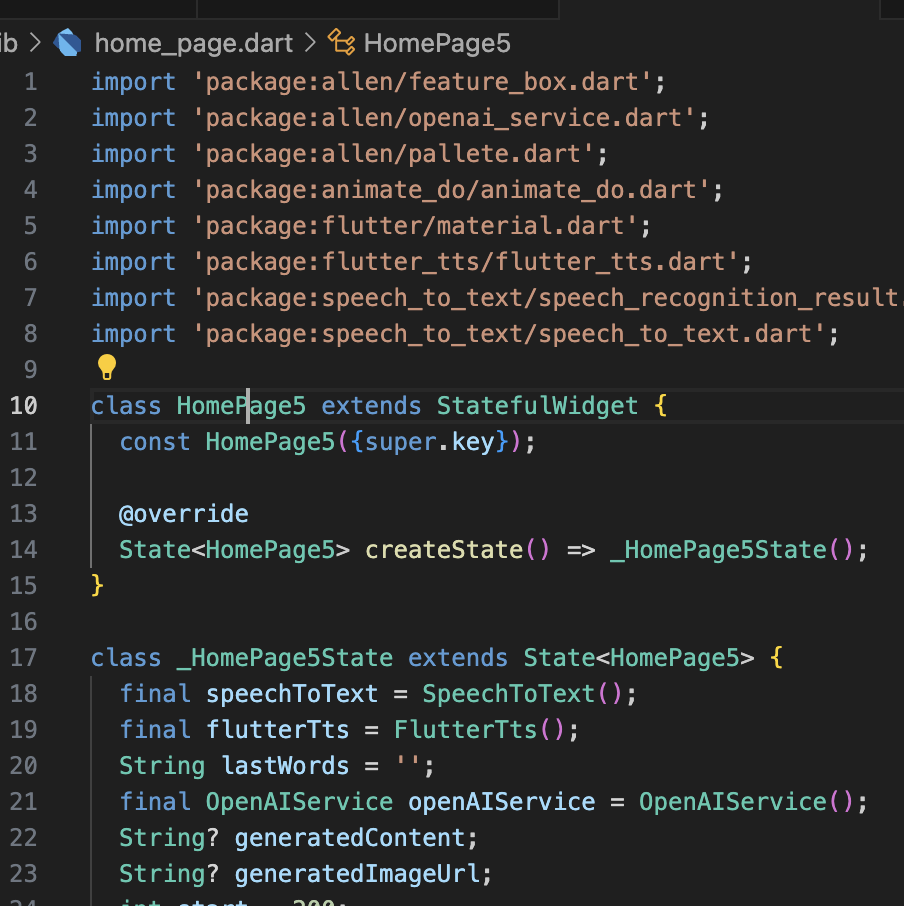 ib > home_page.dart > HomePage5
1 import 'package:allen/feature_box.dart';
2 import 'package:allen/openai_service.dart';
3 import 'package:allen/pallete.dart';
4 import 'package:animate_do/animate_do.dart';
5 import 'package:flutter/material.dart';
6 import 'package:flutter_tts/flutter_tts.dart';
7 import 'package:speech_to_text/speech_recognition_result.
8 import 'package:speech_to_text/speech_to_text.dart';
9
10 class HomePage5 extends StatefulWidget {
11 const HomePage5({super.key});
12
13 @override
14 State<HomePage5> createState() => _HomePage5State();
15 }
16
17 class _HomePage5State extends State<HomePage5> {
18 final speechToText = SpeechToText();
19 final flutterTts = FlutterTts();
20 String lastWords = '';
21 final OpenAIService openAIService = OpenAIService();
22 String? generatedContent;
23 String? generatedImageUrl;
24 int start = 200;